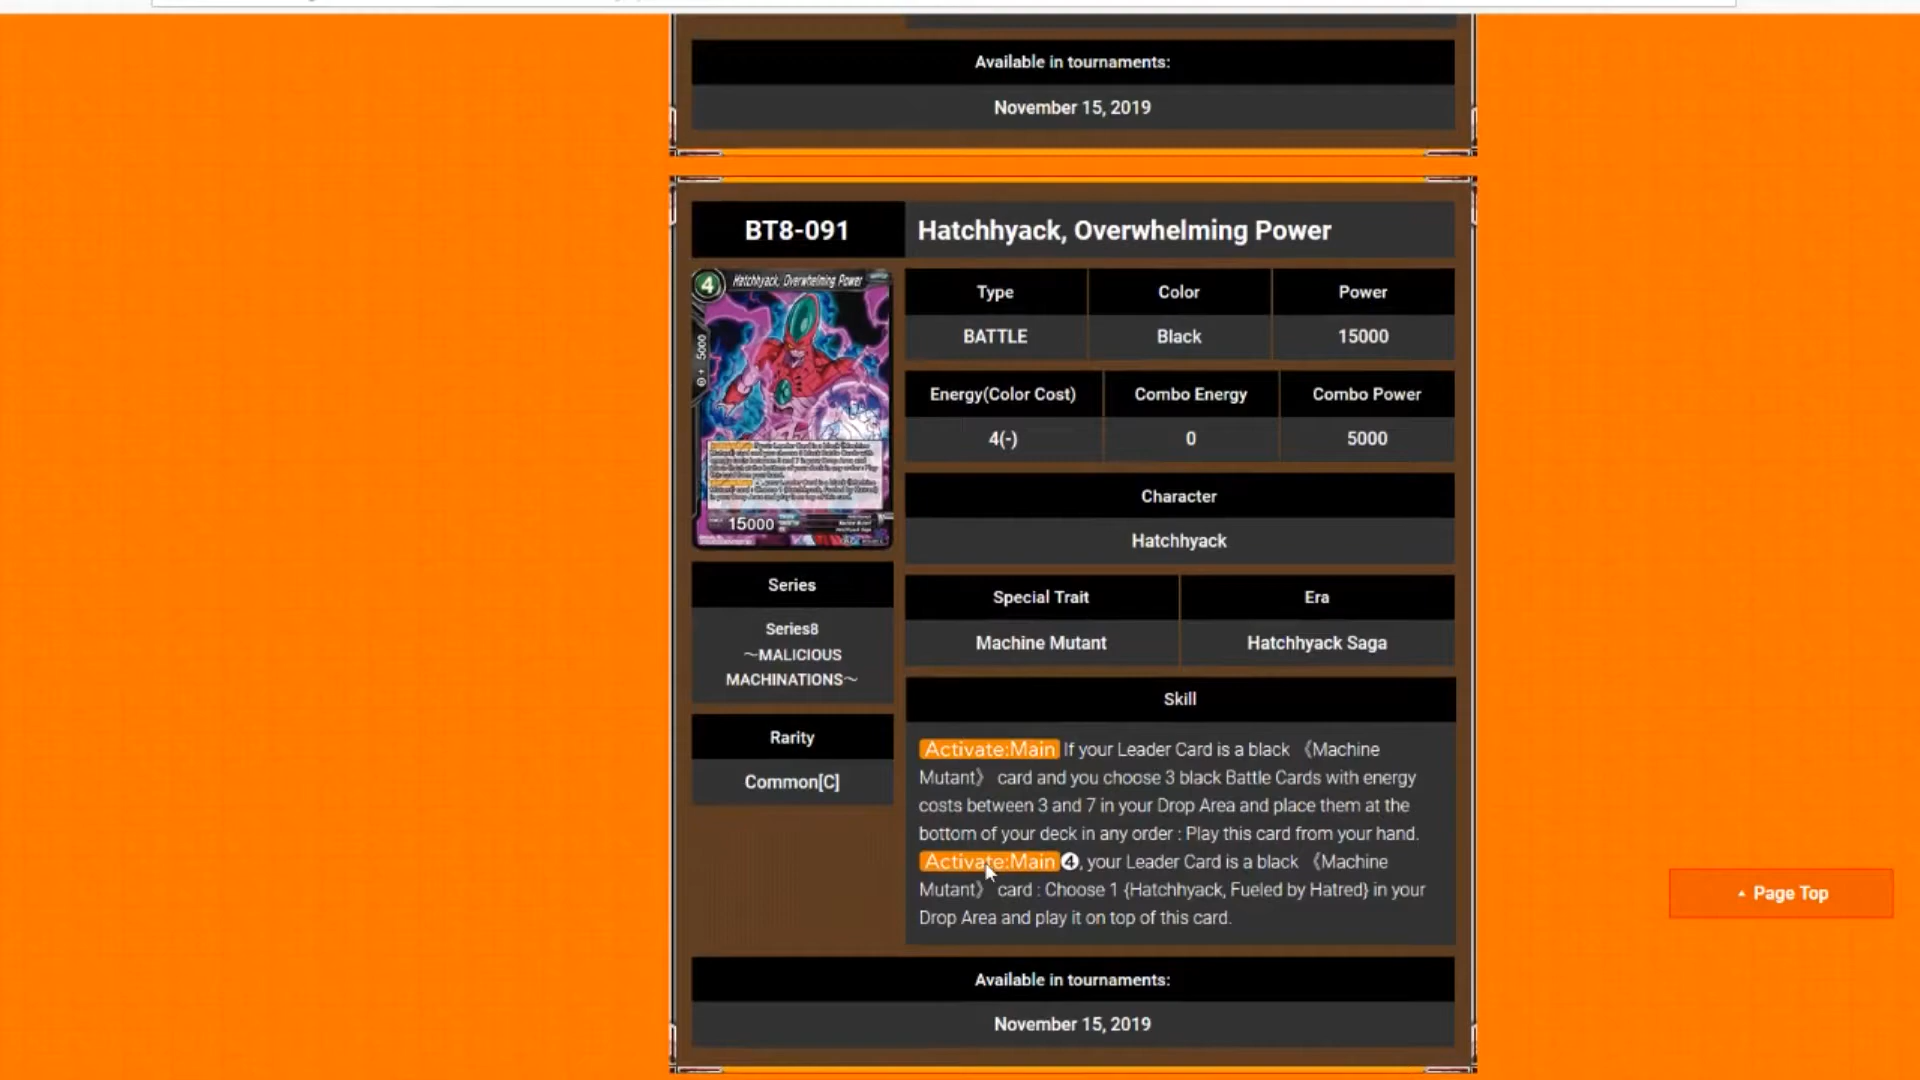 Available in tournaments:
November 15, 2019
BT8-091
Hatchhyack, Overwhelming Power
4
Hatchhyack, Overwhelming Power
5000
15000
Type
Color
Power
BATTLE
Black
15000
Energy(Color Cost)
Combo Energy
Combo Power
4(-)
0
5000
Character
Hatchhyack
Series
Series8
～MALICIOUS
MACHINATIONS～
Special Trait
Era
Machine Mutant
Hatchhyack Saga
Rarity
Common[C]
Skill
Activate:Main If your Leader Card is a black 《Machine
Mutant》 card and you choose 3 black Battle Cards with energy
costs between 3 and 7 in your Drop Area and place them at the
bottom of your deck in any order : Play this card from your hand.
Activate:Main ❹, your Leader Card is a black 《Machine
Mutant》 card : Choose 1 {Hatchhyack, Fueled by Hatred} in your
Drop Area and play it on top of this card.
Page Top
Available in tournaments:
November 15, 2019